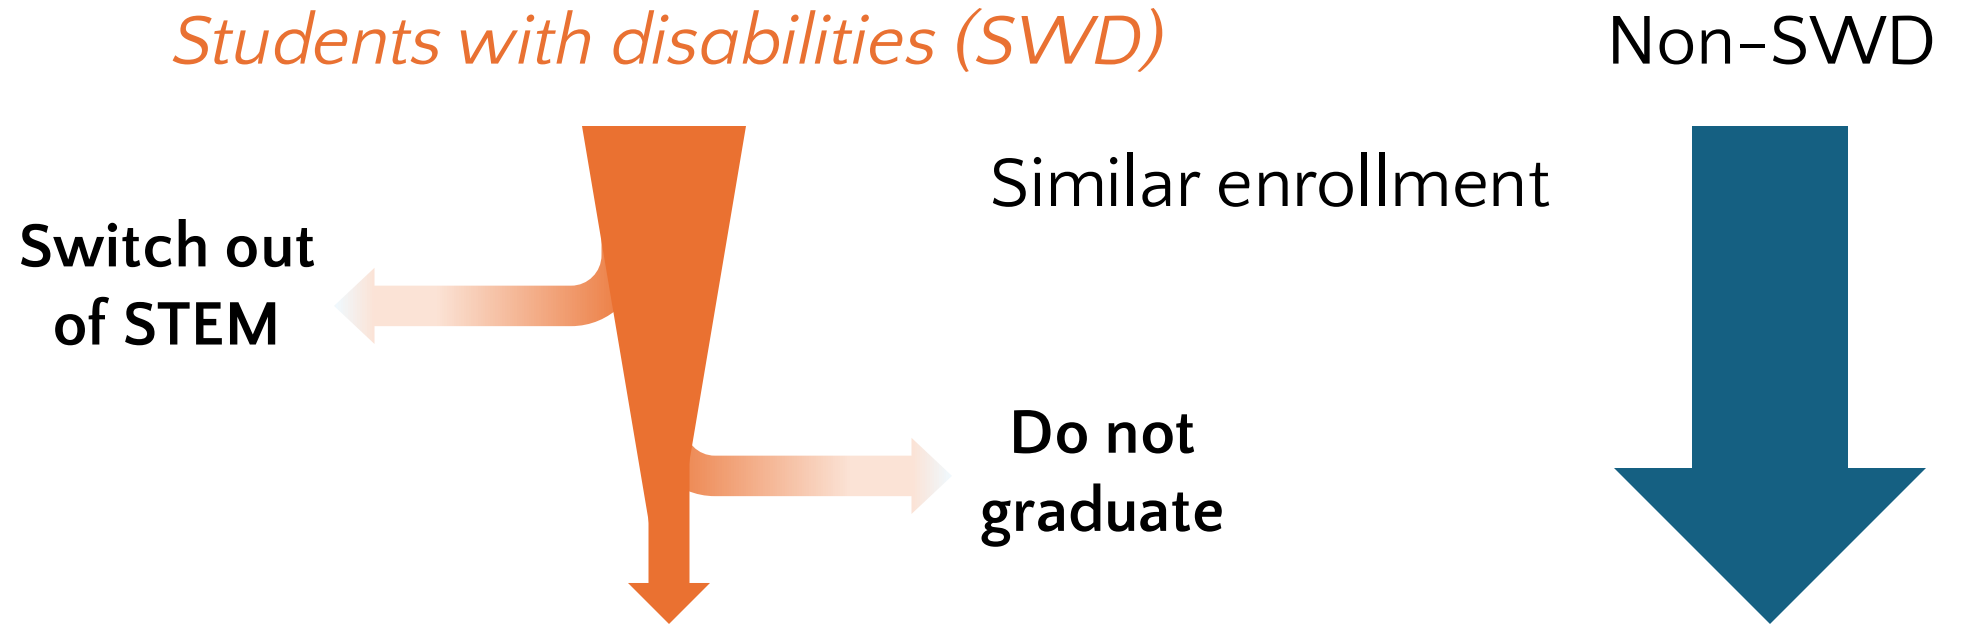 Students with disabilities (SWD)
Non-SWD
Similar enrollment
Switch out
of STEM
Do not
graduate